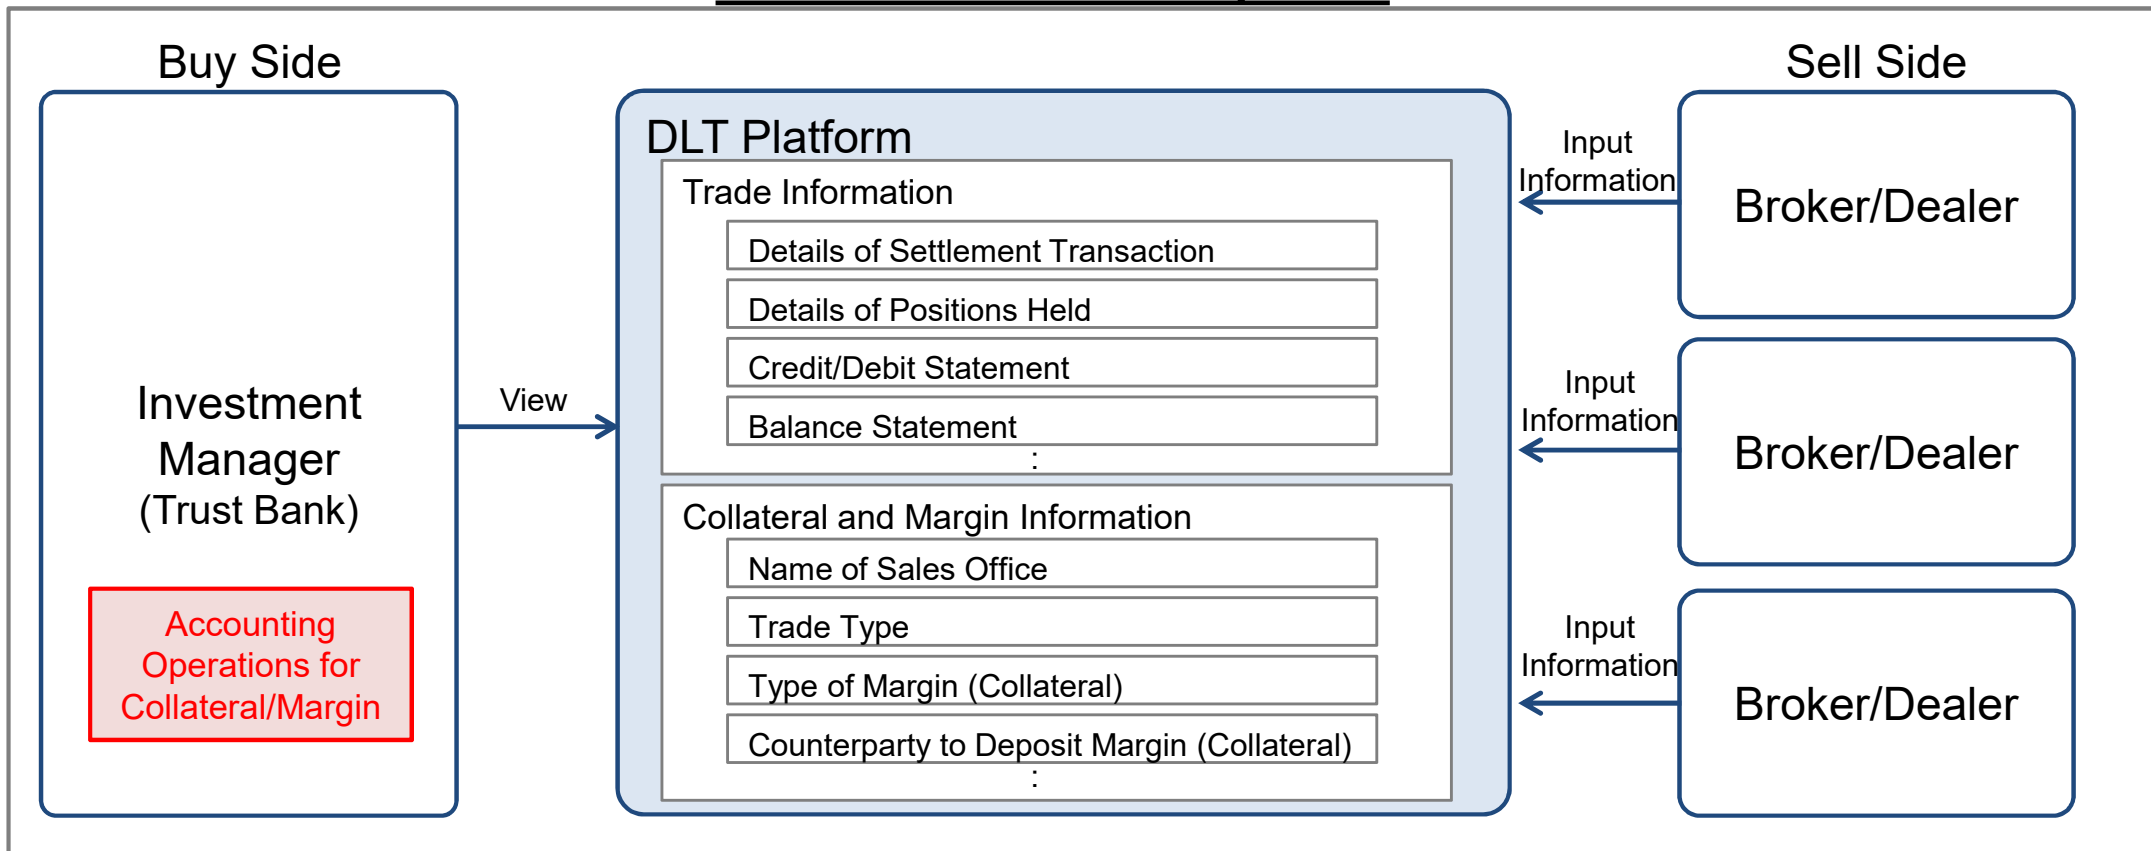 Buy Side
Sell Side
DLT Platform
Trade Information
Details of Settlement Transaction
Details of Positions Held
Credit/Debit Statement
Balance Statement
:
Collateral and Margin Information
Name of Sales Office
Trade Type
Type of Margin (Collateral)
Counterparty to Deposit Margin (Collateral)
:
Investment
Manager
(Trust Bank)
Accounting
Operations for
Collateral/Margin
View
Input
Information
Broker/Dealer
Input
Information
Broker/Dealer
Input
Information
Broker/Dealer